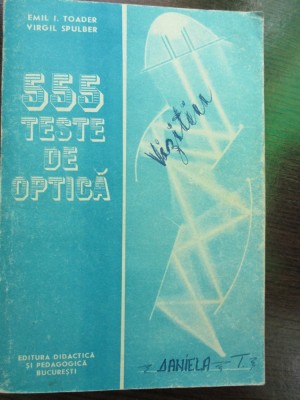 EMIL I. TOADER
VIRGIL SPULBER
555
TESTE
DE
OPTICĂ
Vizitiu
EDITURA DIDACTICĂ
ȘI PEDAGOGICĂ
BUCUREȘTI
DANIELA - T